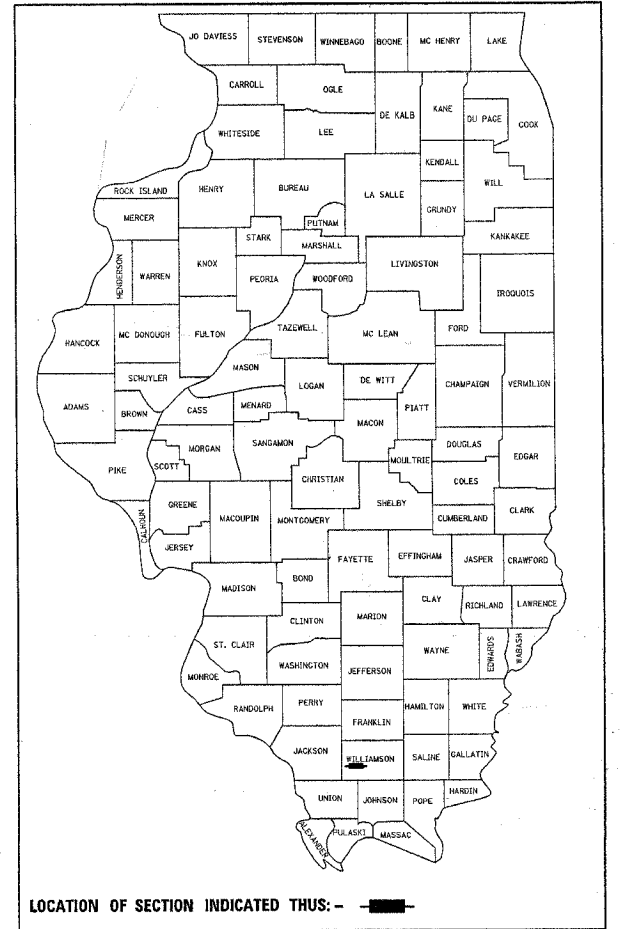 JO DAVIESS STEVENSON WINNEBAGO BOONE MC HENRY LAKE
CARROLL OGLE DE KALB KANE DU PAGE COOK
WHITESIDE LEE
KENDALL WILL
ROCK ISLAND HENRY BUREAU LA SALLE GRUNDY
MERCER PUTNAM
STARK MARSHALL KANKAKEE
HENDERSON WARREN KNOX PEORIA WOODFORD LIVINGSTON IROQUOIS
HANCOCK MC DONOUGH FULTON TAZEWELL MC LEAN FORD
MASON
SCHUYLER LOGAN DE WITT CHAMPAIGN VERMILION
ADAMS BROWN CASS MENARD PIATT
MACON
MORGAN SANGAMON DOUGLAS EDGAR
PIKE SCOTT CHRISTIAN MOULTRIE COLES
SHELBY
CALHOUN GREENE MACOUPIN MONTGOMERY CUMBERLAND CLARK
JERSEY FAYETTE EFFINGHAM JASPER CRAWFORD
MADISON BOND CLAY RICHLAND LAWRENCE
CLINTON MARION
ST. CLAIR WAYNE EDWARDS WABASH
WASHINGTON JEFFERSON
MONROE
RANDOLPH PERRY HAMILTON WHITE
FRANKLIN
JACKSON WILLIAMSON SALINE GALLATIN
UNION JOHNSON POPE HARDIN
ALEXANDER PULASKI MASSAC
LOCATION OF SECTION INDICATED THUS: -